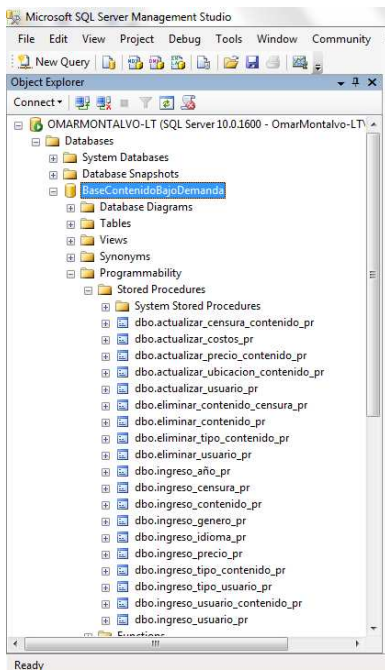 Microsoft SQL Server Management Studio
File Edit View Project Debug Tools Window Community
New Query
Object Explorer
Connect
OMARMONTALVO-LT (SQL Server 10.0.1600 - OmarMontalvo-LT\
Databases
System Databases
Database Snapshots
BaseContenidoBajoDemanda
Database Diagrams
Tables
Views
Synonyms
Programmability
Stored Procedures
System Stored Procedures
dbo.actualizar_censura_contenido_pr
dbo.actualizar_costos_pr
dbo.actualizar_precio_contenido_pr
dbo.actualizar_ubicacion_contenido_pr
dbo.actualizar_usuario_pr
dbo.eliminar_contenido_censura_pr
dbo.eliminar_contenido_pr
dbo.eliminar_tipo_contenido_pr
dbo.eliminar_usuario_pr
dbo.ingreso_año_pr
dbo.ingreso_censura_pr
dbo.ingreso_contenido_pr
dbo.ingreso_genero_pr
dbo.ingreso_idioma_pr
dbo.ingreso_precio_pr
dbo.ingreso_tipo_contenido_pr
dbo.ingreso_tipo_usuario_pr
dbo.ingreso_usuario_contenido_pr
dbo.ingreso_usuario_pr
Functions
Ready